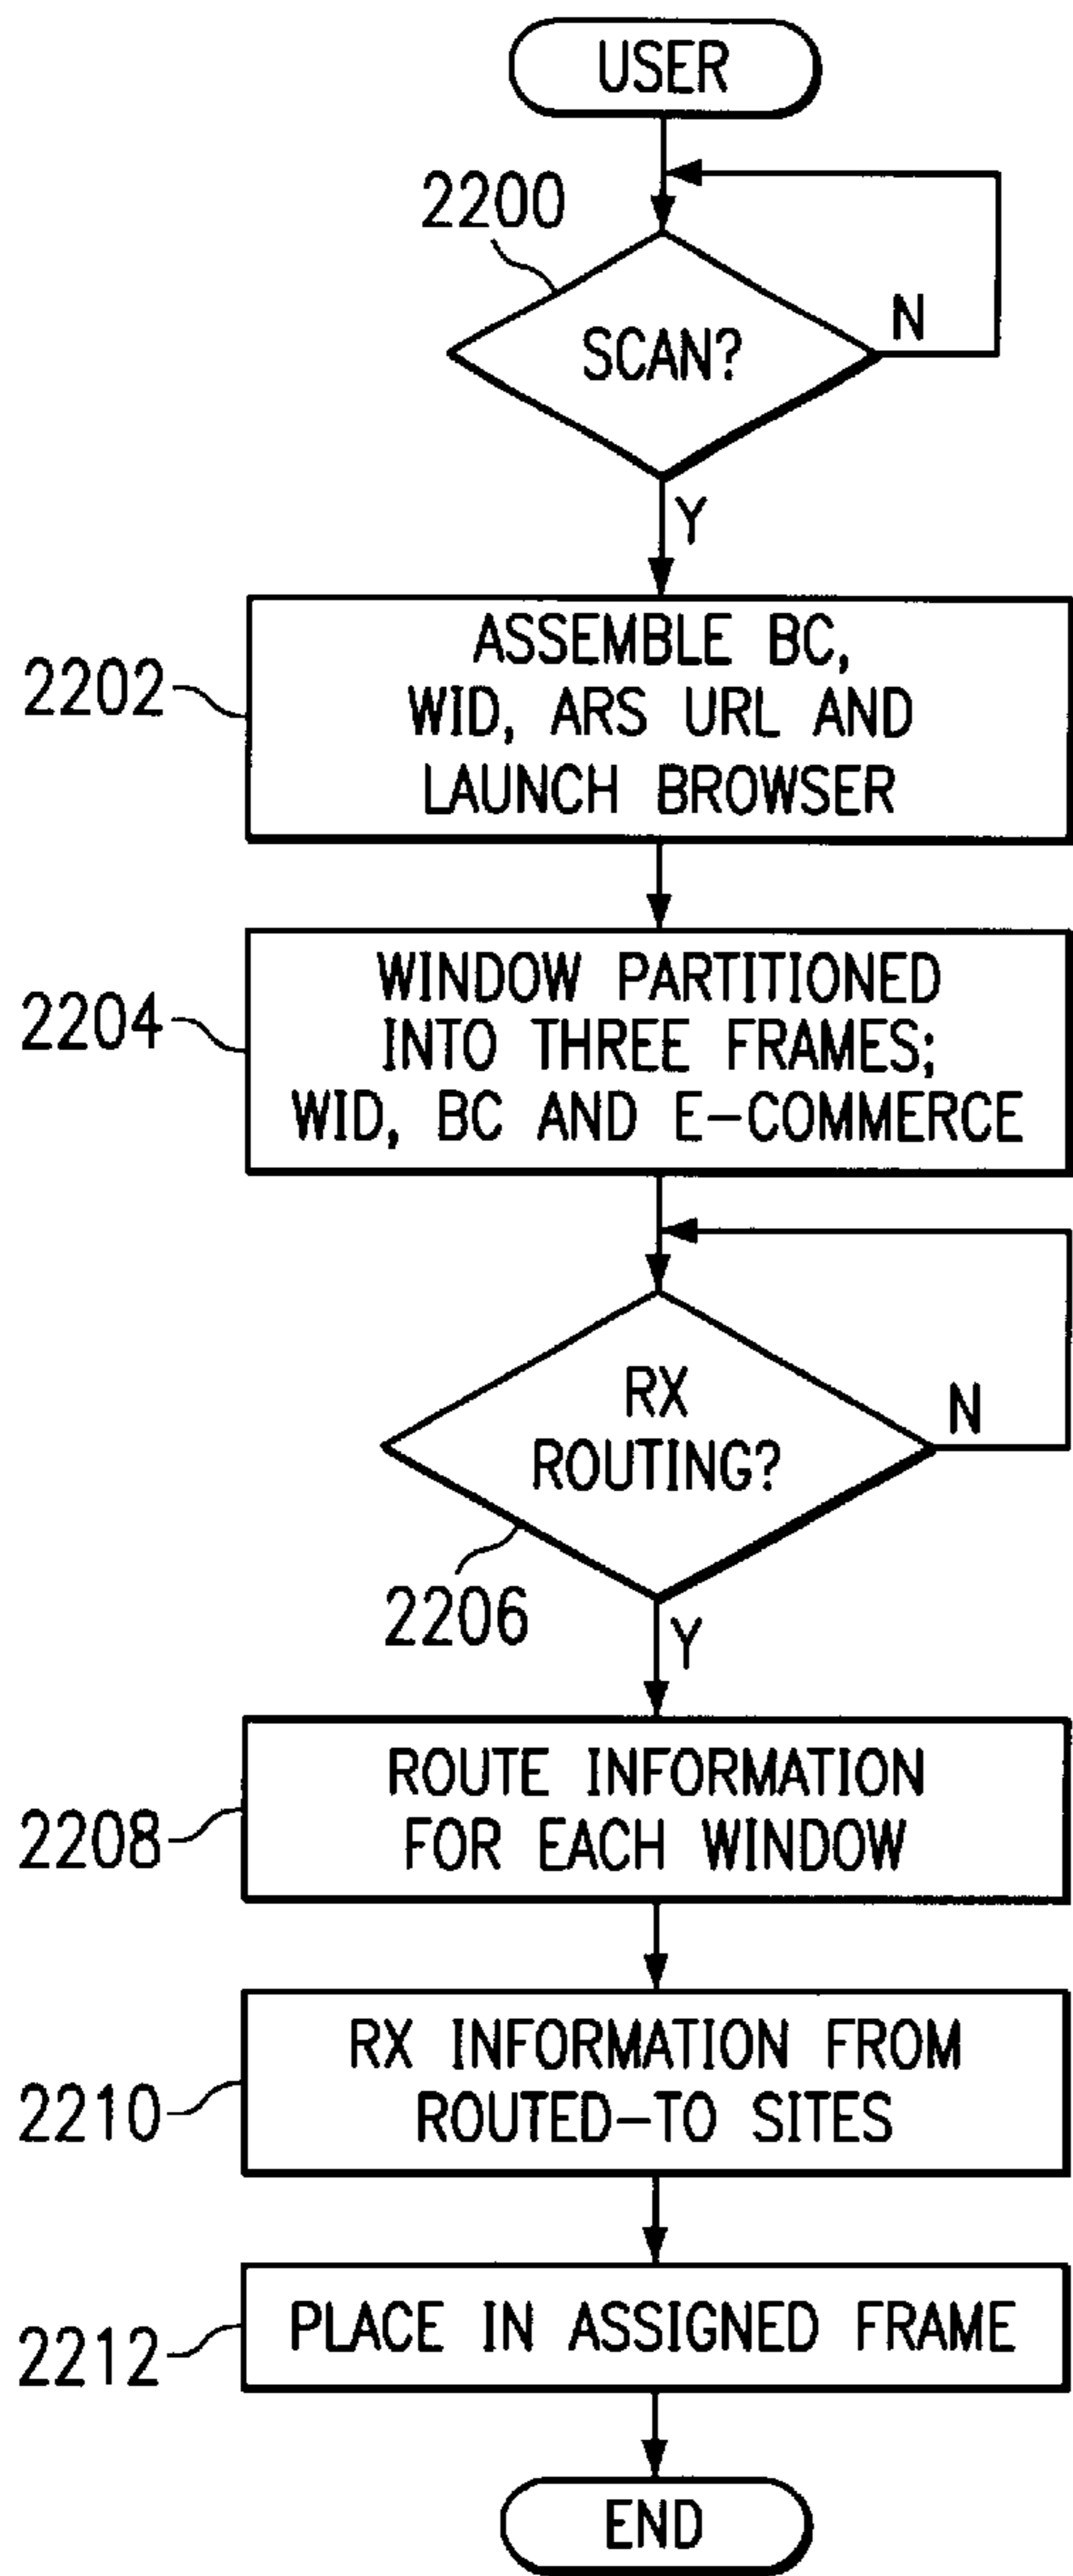 USER
2200
SCAN?
N
Y
2202
ASSEMBLE BC,
WID, ARS URL AND
LAUNCH BROWSER
2204
WINDOW PARTITIONED
INTO THREE FRAMES;
WID, BC AND E-COMMERCE
RX
ROUTING?
N
2206
Y
2208
ROUTE INFORMATION
FOR EACH WINDOW
2210
RX INFORMATION FROM
ROUTED-TO SITES
2212
PLACE IN ASSIGNED FRAME
END